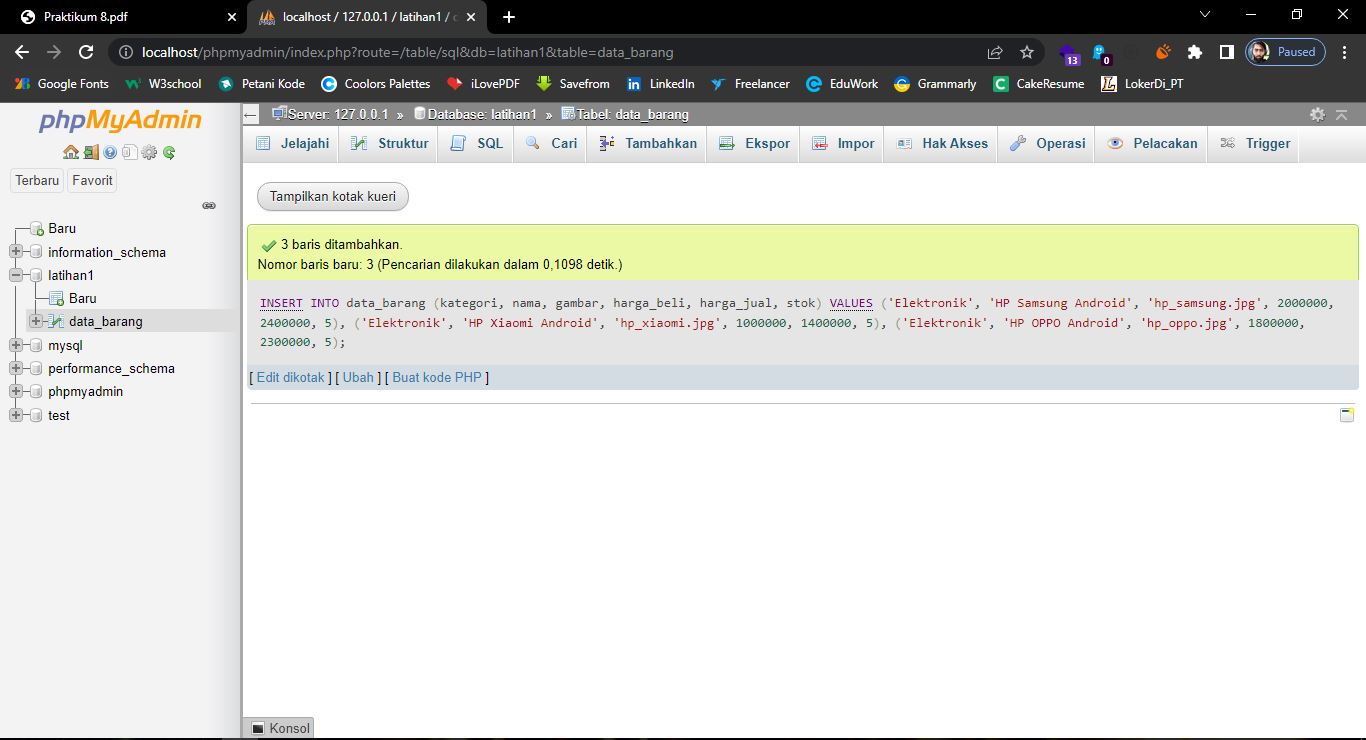 Praktikum 8.pdf
localhost / 127.0.0.1 / latihan1 / d
localhost/phpmyadmin/index.php?route=/table/sql&db=latihan1&table=data_barang
13
0
Paused
Google Fonts
W3school
Petani Kode
Coolors Palettes
iLovePDF
Savefrom
LinkedIn
Freelancer
EduWork
Grammarly
CakeResume
LokerDi_PT
phpMyAdmin
Terbaru
Favorit
Baru
information_schema
latihan1
Baru
data_barang
mysql
performance_schema
phpmyadmin
test
Server: 127.0.0.1 » Database: latihan1 » Tabel: data_barang
Jelajahi
Struktur
SQL
Cari
Tambahkan
Ekspor
Impor
Hak Akses
Operasi
Pelacakan
Trigger
Tampilkan kotak kueri
3 baris ditambahkan.
Nomor baris baru: 3 (Pencarian dilakukan dalam 0,1098 detik.)
INSERT INTO data_barang (kategori, nama, gambar, harga_beli, harga_jual, stok) VALUES ('Elektronik', 'HP Samsung Android', 'hp_samsung.jpg', 2000000,
2400000, 5), ('Elektronik', 'HP Xiaomi Android', 'hp_xiaomi.jpg', 1000000, 1400000, 5), ('Elektronik', 'HP OPPO Android', 'hp_oppo.jpg', 1800000,
2300000, 5);
[ Edit dikotak ] [ Ubah ] [ Buat kode PHP ]
Konsol